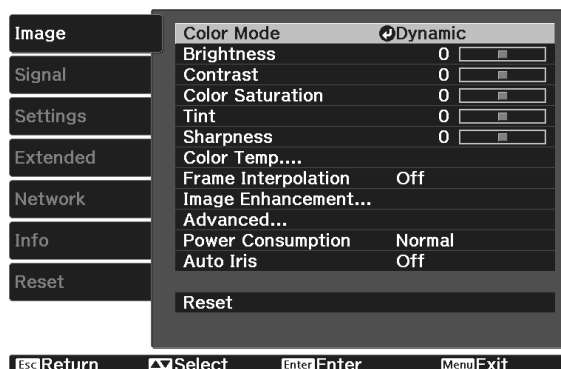 Image
Signal
Settings
Extended
Network
Info
Reset
Color Mode Dynamic
Brightness 0
Contrast 0
Color Saturation 0
Tint 0
Sharpness 0
Color Temp....
Frame Interpolation Off
Image Enhancement...
Advanced...
Power Consumption Normal
Auto Iris Off
Reset
Esc Return Select Enter Enter Menu Exit